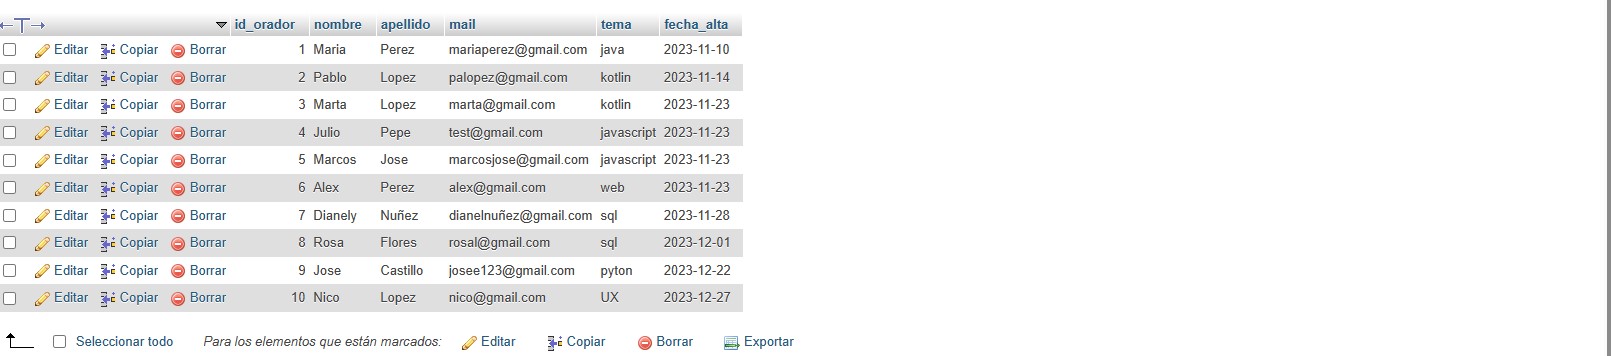 id_orador nombre apellido mail tema fecha_alta
Editar Copiar Borrar 1 Maria Perez mariaperez@gmail.com java 2023-11-10
Editar Copiar Borrar 2 Pablo Lopez palopez@gmail.com kotlin 2023-11-14
Editar Copiar Borrar 3 Marta Lopez marta@gmail.com kotlin 2023-11-23
Editar Copiar Borrar 4 Julio Pepe test@gmail.com javascript 2023-11-23
Editar Copiar Borrar 5 Marcos Jose marcosjose@gmail.com javascript 2023-11-23
Editar Copiar Borrar 6 Alex Perez alex@gmail.com web 2023-11-23
Editar Copiar Borrar 7 Dianely Nuñez dianelnuñez@gmail.com sql 2023-11-28
Editar Copiar Borrar 8 Rosa Flores rosal@gmail.com sql 2023-12-01
Editar Copiar Borrar 9 Jose Castillo josee123@gmail.com pyton 2023-12-22
Editar Copiar Borrar 10 Nico Lopez nico@gmail.com UX 2023-12-27
Seleccionar todo Para los elementos que están marcados: Editar Copiar Borrar Exportar